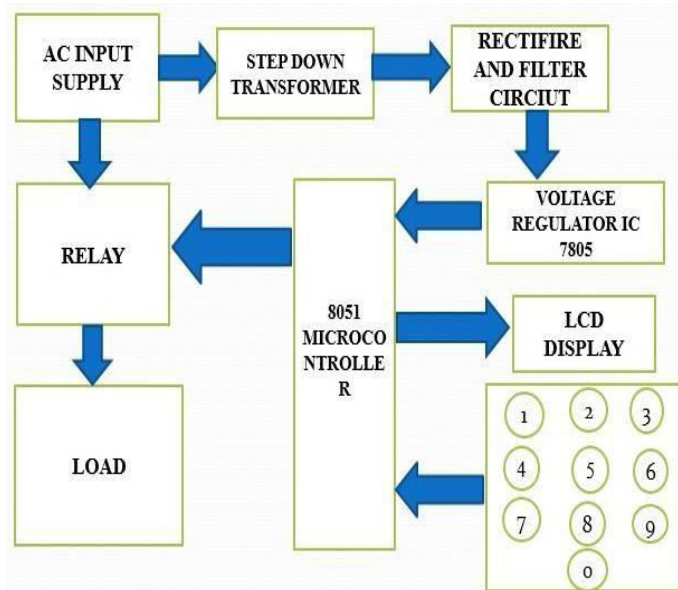 AC INPUT
SUPPLY
STEP DOWN
TRANSFORMER
RECTIFIRE
AND FILTER
CIRCIUT
VOLTAGE
REGULATOR IC
7805
RELAY
8051
MICROCO
NTROLLE
R
LCD
DISPLAY
LOAD
1 2 3
4 5 6
7 8 9
0